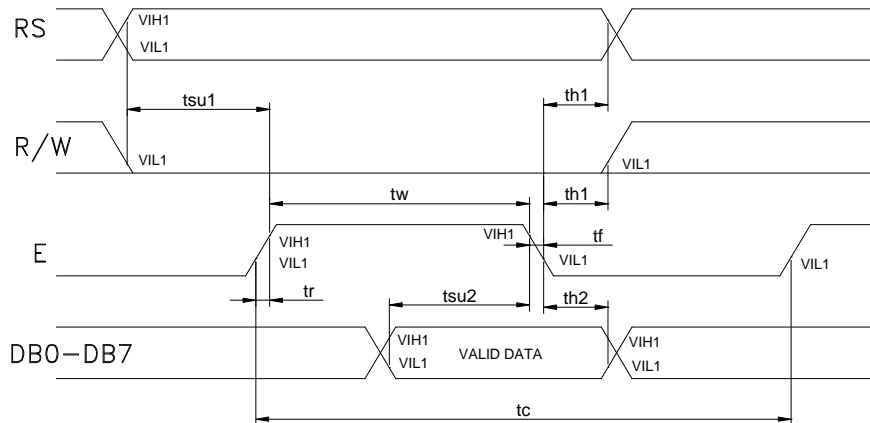 RS
VIH1
VIL1
tsu1
th1
R/W
VIL1
VIL1
tw
th1
E
VIH1
VIL1
VIH1
tf
VIL1
VIL1
tr
tsu2
th2
DB0-DB7
VIH1
VIL1
VALID DATA
VIH1
VIL1
tc